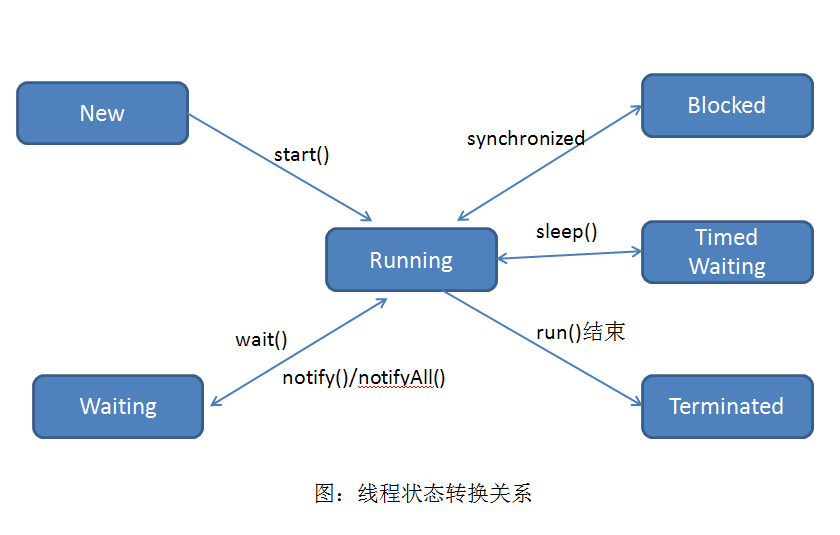 New
Blocked
synchronized
start()
sleep()
Timed
Waiting
Running
wait()
run()结束
notify()/notifyAll()
Waiting
Terminated
图：线程状态转换关系